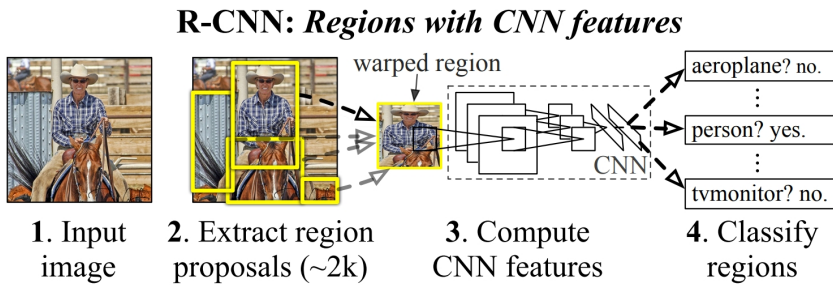 R-CNN: Regions with CNN features
warped region
aeroplane? no.
person? yes.
tvmonitor? no.
CNN
1. Input image
2. Extract region proposals (~2k)
3. Compute CNN features
4. Classify regions